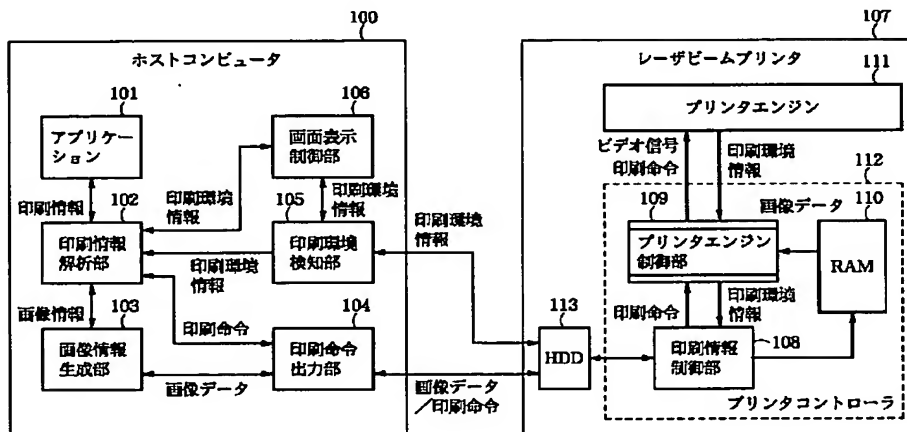 100
ホストコンピュータ
101
アプリケー
ション
106
画面表示
制御部
印刷情報
102
印刷環境
情報
105
印刷環境
情報
印刷情報
解析部
印刷環境
情報
印刷環境
検知部
印刷環境
情報
画像情報
103
印刷命令
104
画像情報
生成部
画像データ
印刷命令
出力部
画像データ
/印刷命令
107
レーザビームプリンタ
111
プリンタエンジン
ビデオ信号
印刷命令
印刷環境
情報
112
109
画像データ
110
プリンタエンジン
制御部
RAM
印刷命令
印刷環境
情報
113
HDD
印刷情報
制御部
108
プリンタコントローラ